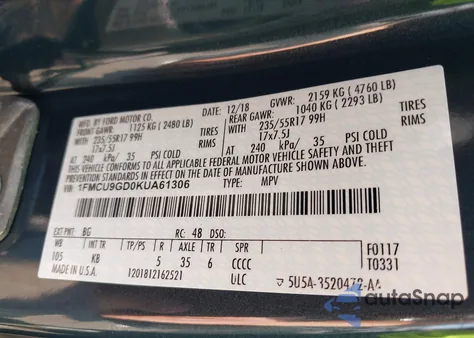 MFD. BY FORD MOTOR CO.
12/18 GVWR: 2159 KG ( 4760 LB)
FRONT GAWR: 1125 KG ( 2480 LB) REAR GAWR: 1040 KG ( 2293 LB)
235/55R17 99H TIRES 235/55R17 99H TIRES
17x7.5J RIMS 17x7.5J RIMS
AT 240 kPa/ 35 PSI COLD AT 240 kPa/ 35 PSI COLD
THIS VEHICLE CONFORMS TO ALL APPLICABLE FEDERAL MOTOR VEHICLE SAFETY, BUMPER, AND THEFT
PREVENTION STANDARDS IN EFFECT ON THE DATE OF MANUFACTURE SHOWN ABOVE.
VIN: 1FMCU9GD0KUA61306 TYPE: MPV
EXT PNT: BG RC: 48 DSO:
WB INT TR TP/PS R AXLE TR SPR F0117
105 KB 5 35 6 CCCC T0331
MADE IN U.S.A. 1201812162521 ULC 5U5A-3520472-AA
autoSnap